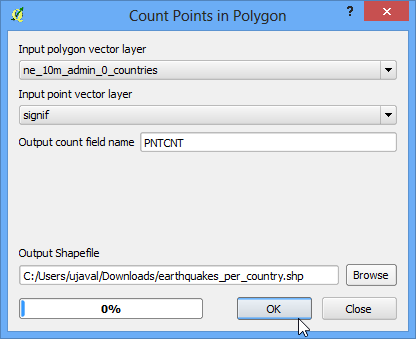 Count Points in Polygon ? ×
Input polygon vector layer
ne_10m_admin_0_countries
Input point vector layer
signif
Output count field name PNTCNT
Output Shapefile
C:/Users/ujaval/Downloads/earthquakes_per_country.shp Browse
0% OK Close